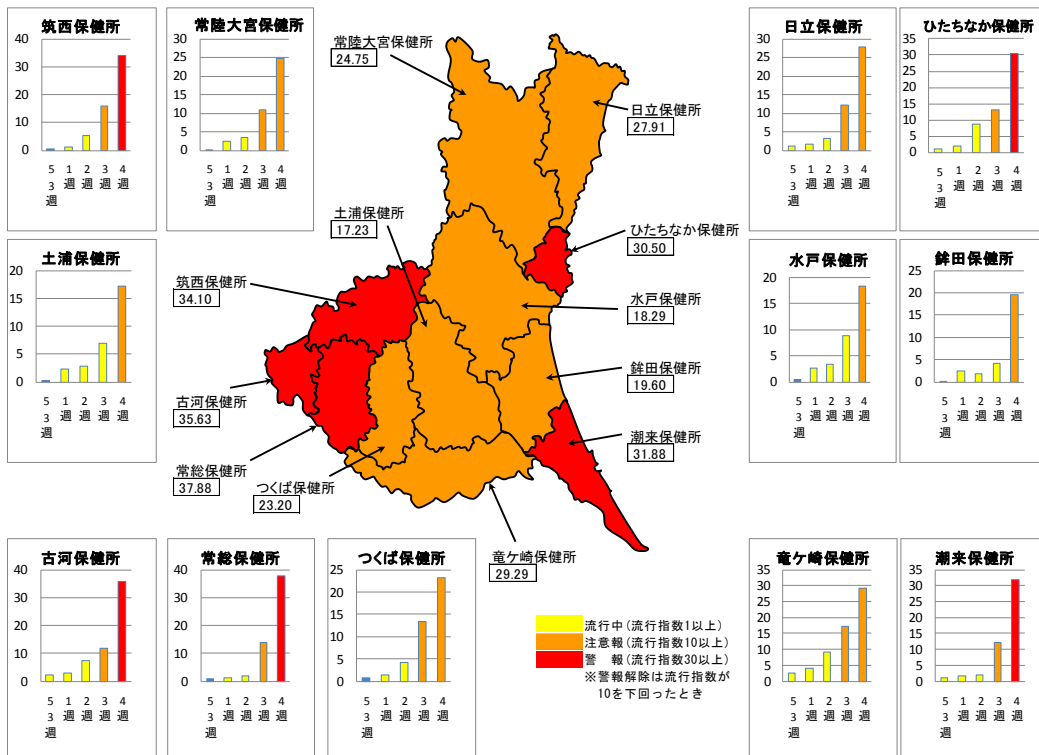 筑西保健所
40
30
20
10
0
53週
1週
2週
3週
4週
常陸大宮保健所
30
25
20
15
10
5
0
53週
1週
2週
3週
4週
常陸大宮保健所
24.75
日立保健所
27.91
土浦保健所
17.23
ひたちなか保健所
30.50
筑西保健所
34.10
水戸保健所
18.29
鉾田保健所
19.60
古河保健所
35.63
潮来保健所
31.88
常総保健所
37.88
つくば保健所
23.20
竜ケ崎保健所
29.29
日立保健所
30
25
20
15
10
5
0
53週
1週
2週
3週
4週
ひたちなか保健所
35
30
25
20
15
10
5
0
53週
1週
2週
3週
4週
土浦保健所
20
15
10
5
0
53週
1週
2週
3週
4週
水戸保健所
20
15
10
5
0
53週
1週
2週
3週
4週
鉾田保健所
25
20
15
10
5
0
53週
1週
2週
3週
4週
古河保健所
40
30
20
10
0
53週
1週
2週
3週
4週
常総保健所
40
30
20
10
0
53週
1週
2週
3週
4週
つくば保健所
25
20
15
10
5
0
53週
1週
2週
3週
4週
流行中(流行指数1以上)
注意報(流行指数10以上)
警　報(流行指数30以上)
※警報解除は流行指数が
10を下回ったとき
竜ケ崎保健所
35
30
25
20
15
10
5
0
53週
1週
2週
3週
4週
潮来保健所
35
30
25
20
15
10
5
0
53週
1週
2週
3週
4週